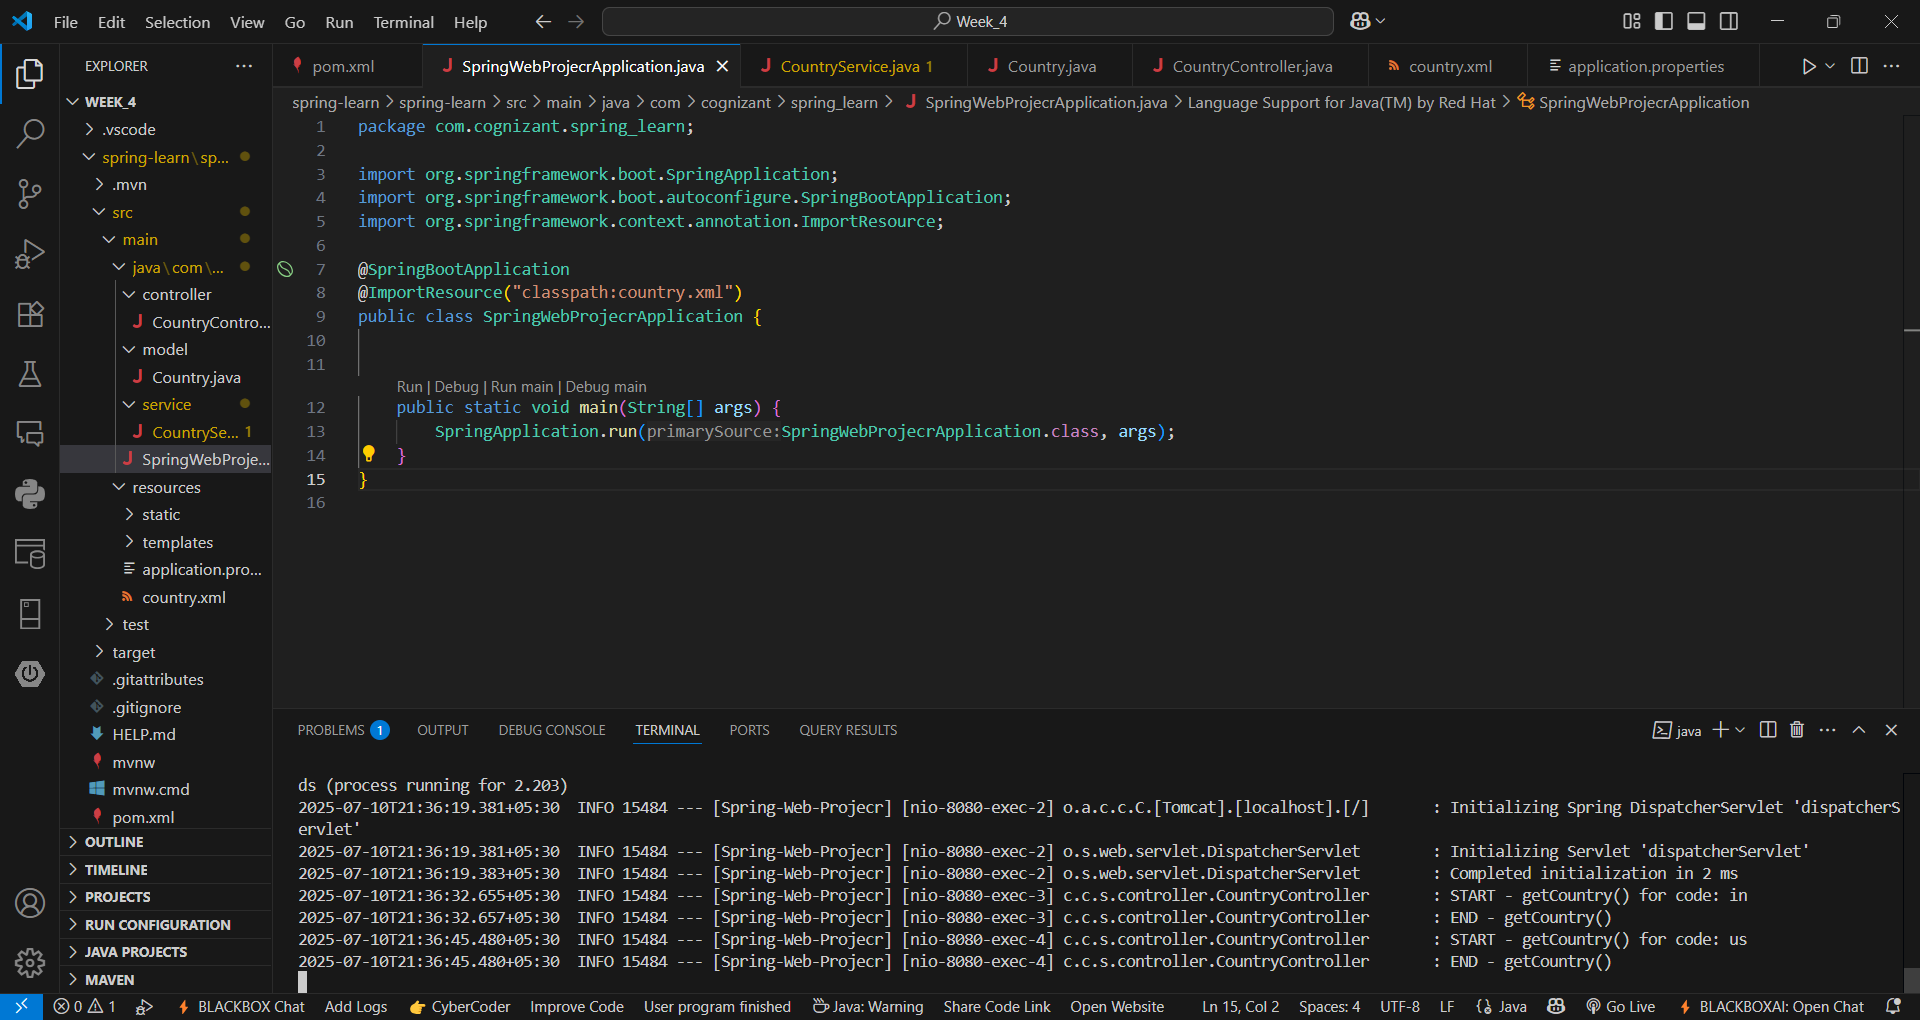 File Edit Selection View Go Run Terminal Help
Week_4
EXPLORER
WEEK_4
.vscode
spring-learn\sp...
.mvn
src
main
java\com\...
controller
CountryContro...
model
Country.java
service
CountrySe... 1
SpringWebProje...
resources
static
templates
application.pro...
country.xml
test
target
.gitattributes
.gitignore
HELP.md
mvnw
mvnw.cmd
pom.xml
OUTLINE
TIMELINE
PROJECTS
RUN CONFIGURATION
JAVA PROJECTS
MAVEN
pom.xml SpringWebProjecrApplication.java CountryService.java 1 Country.java CountryController.java country.xml application.properties
spring-learn > spring-learn > src > main > java > com > cognizant > spring_learn > SpringWebProjecrApplication.java > Language Support for Java(TM) by Red Hat > SpringWebProjecrApplication
1 package com.cognizant.spring_learn;
2
3 import org.springframework.boot.SpringApplication;
4 import org.springframework.boot.autoconfigure.SpringBootApplication;
5 import org.springframework.context.annotation.ImportResource;
6
7 @SpringBootApplication
8 @ImportResource("classpath:country.xml")
9 public class SpringWebProjecrApplication {
10
11
Run | Debug | Run main | Debug main
12 public static void main(String[] args) {
13 SpringApplication.run(primarySource:SpringWebProjecrApplication.class, args);
14 }
15 }
16
PROBLEMS 1 OUTPUT DEBUG CONSOLE TERMINAL PORTS QUERY RESULTS
java
ds (process running for 2.203)
2025-07-10T21:36:19.381+05:30 INFO 15484 --- [Spring-Web-Projecr] [nio-8080-exec-2] o.a.c.c.C.[Tomcat].[localhost].[/] : Initializing Spring DispatcherServlet 'dispatcherS
ervlet'
2025-07-10T21:36:19.381+05:30 INFO 15484 --- [Spring-Web-Projecr] [nio-8080-exec-2] o.s.web.servlet.DispatcherServlet : Initializing Servlet 'dispatcherServlet'
2025-07-10T21:36:19.383+05:30 INFO 15484 --- [Spring-Web-Projecr] [nio-8080-exec-2] o.s.web.servlet.DispatcherServlet : Completed initialization in 2 ms
2025-07-10T21:36:32.655+05:30 INFO 15484 --- [Spring-Web-Projecr] [nio-8080-exec-3] c.c.s.controller.CountryController : START - getCountry() for code: in
2025-07-10T21:36:32.657+05:30 INFO 15484 --- [Spring-Web-Projecr] [nio-8080-exec-3] c.c.s.controller.CountryController : END - getCountry()
2025-07-10T21:36:45.480+05:30 INFO 15484 --- [Spring-Web-Projecr] [nio-8080-exec-4] c.c.s.controller.CountryController : START - getCountry() for code: us
2025-07-10T21:36:45.480+05:30 INFO 15484 --- [Spring-Web-Projecr] [nio-8080-exec-4] c.c.s.controller.CountryController : END - getCountry()
0 1 BLACKBOX Chat Add Logs CyberCoder Improve Code User program finished Java: Warning Share Code Link Open Website Ln 15, Col 2 Spaces: 4 UTF-8 LF {} Java Go Live BLACKBOXAI: Open Chat